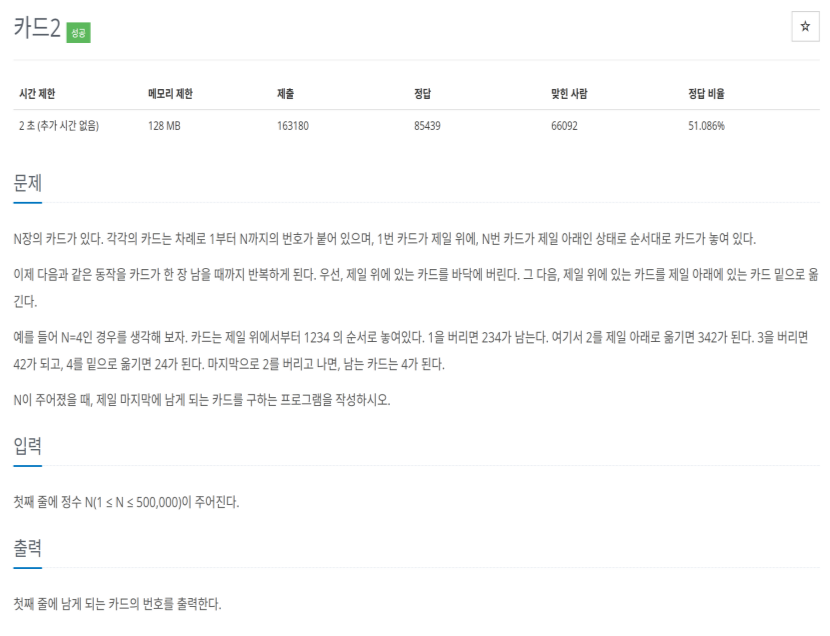 카드2 성공
☆
시간 제한 메모리 제한 제출 정답 맞힌 사람 정답 비율
2 초 (추가 시간 없음) 128 MB 163180 85439 66092 51.086%
문제
N장의 카드가 있다. 각각의 카드는 차례로 1부터 N까지의 번호가 붙어 있으며, 1번 카드가 제일 위에, N번 카드가 제일 아래인 상태로 순서대로 카드가 놓여 있다.
이제 다음과 같은 동작을 카드가 한 장 남을 때까지 반복하게 된다. 우선, 제일 위에 있는 카드를 바닥에 버린다. 그 다음, 제일 위에 있는 카드를 제일 아래에 있는 카드 밑으로 옮
긴다.
예를 들어 N=4인 경우를 생각해 보자. 카드는 제일 위에서부터 1234 의 순서로 놓여있다. 1을 버리면 234가 남는다. 여기서 2를 제일 아래로 옮기면 342가 된다. 3을 버리면
42가 되고, 4를 밑으로 옮기면 24가 된다. 마지막으로 2를 버리고 나면, 남는 카드는 4가 된다.
N이 주어졌을 때, 제일 마지막에 남게 되는 카드를 구하는 프로그램을 작성하시오.
입력
첫째 줄에 정수 N(1 ≤ N ≤ 500,000)이 주어진다.
출력
첫째 줄에 남게 되는 카드의 번호를 출력한다.